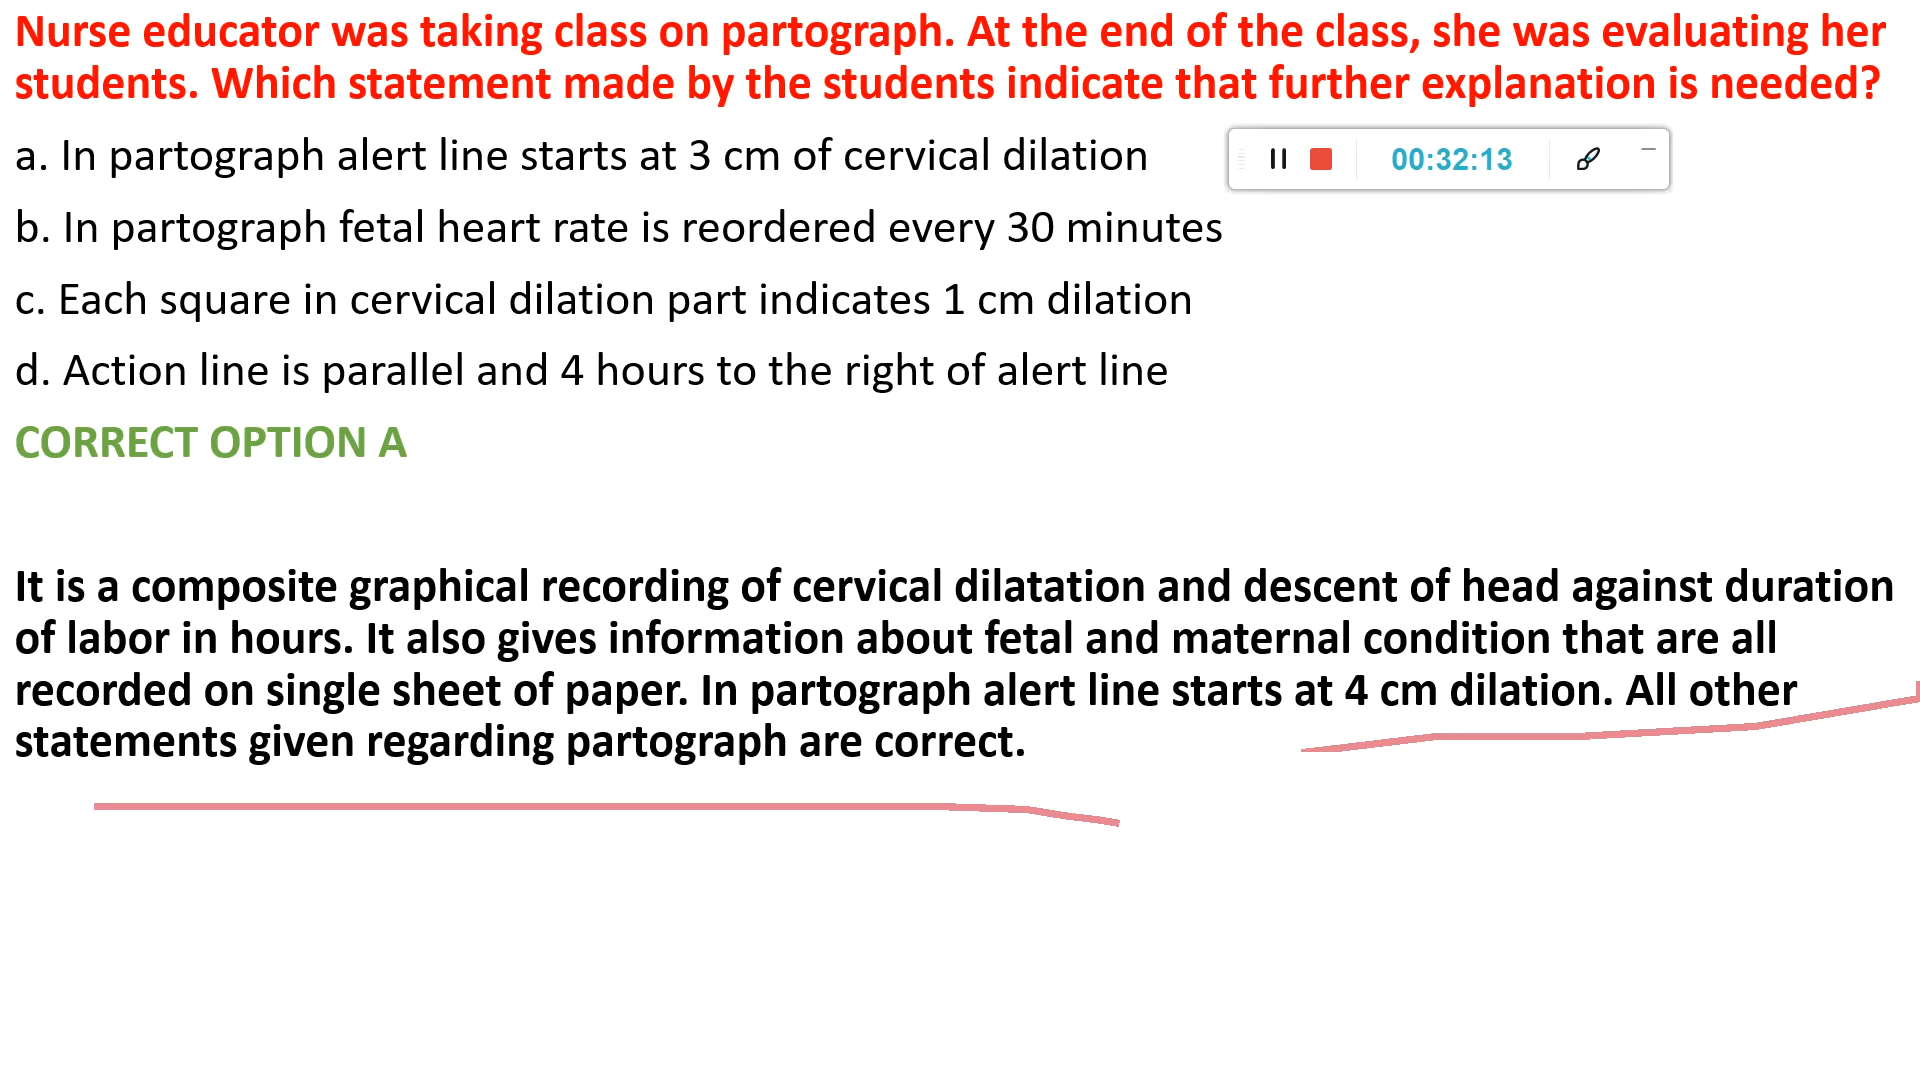 Nurse educator was taking class on partograph. At the end of the class, she was evaluating her
students. Which statement made by the students indicate that further explanation is needed?
a. In partograph alert line starts at 3 cm of cervical dilation
00:32:13
b. In partograph fetal heart rate is reordered every 30 minutes
c. Each square in cervical dilation part indicates 1 cm dilation
d. Action line is parallel and 4 hours to the right of alert line
CORRECT OPTION A
It is a composite graphical recording of cervical dilatation and descent of head against duration
of labor in hours. It also gives information about fetal and maternal condition that are all
recorded on single sheet of paper. In partograph alert line starts at 4 cm dilation. All other
statements given regarding partograph are correct.